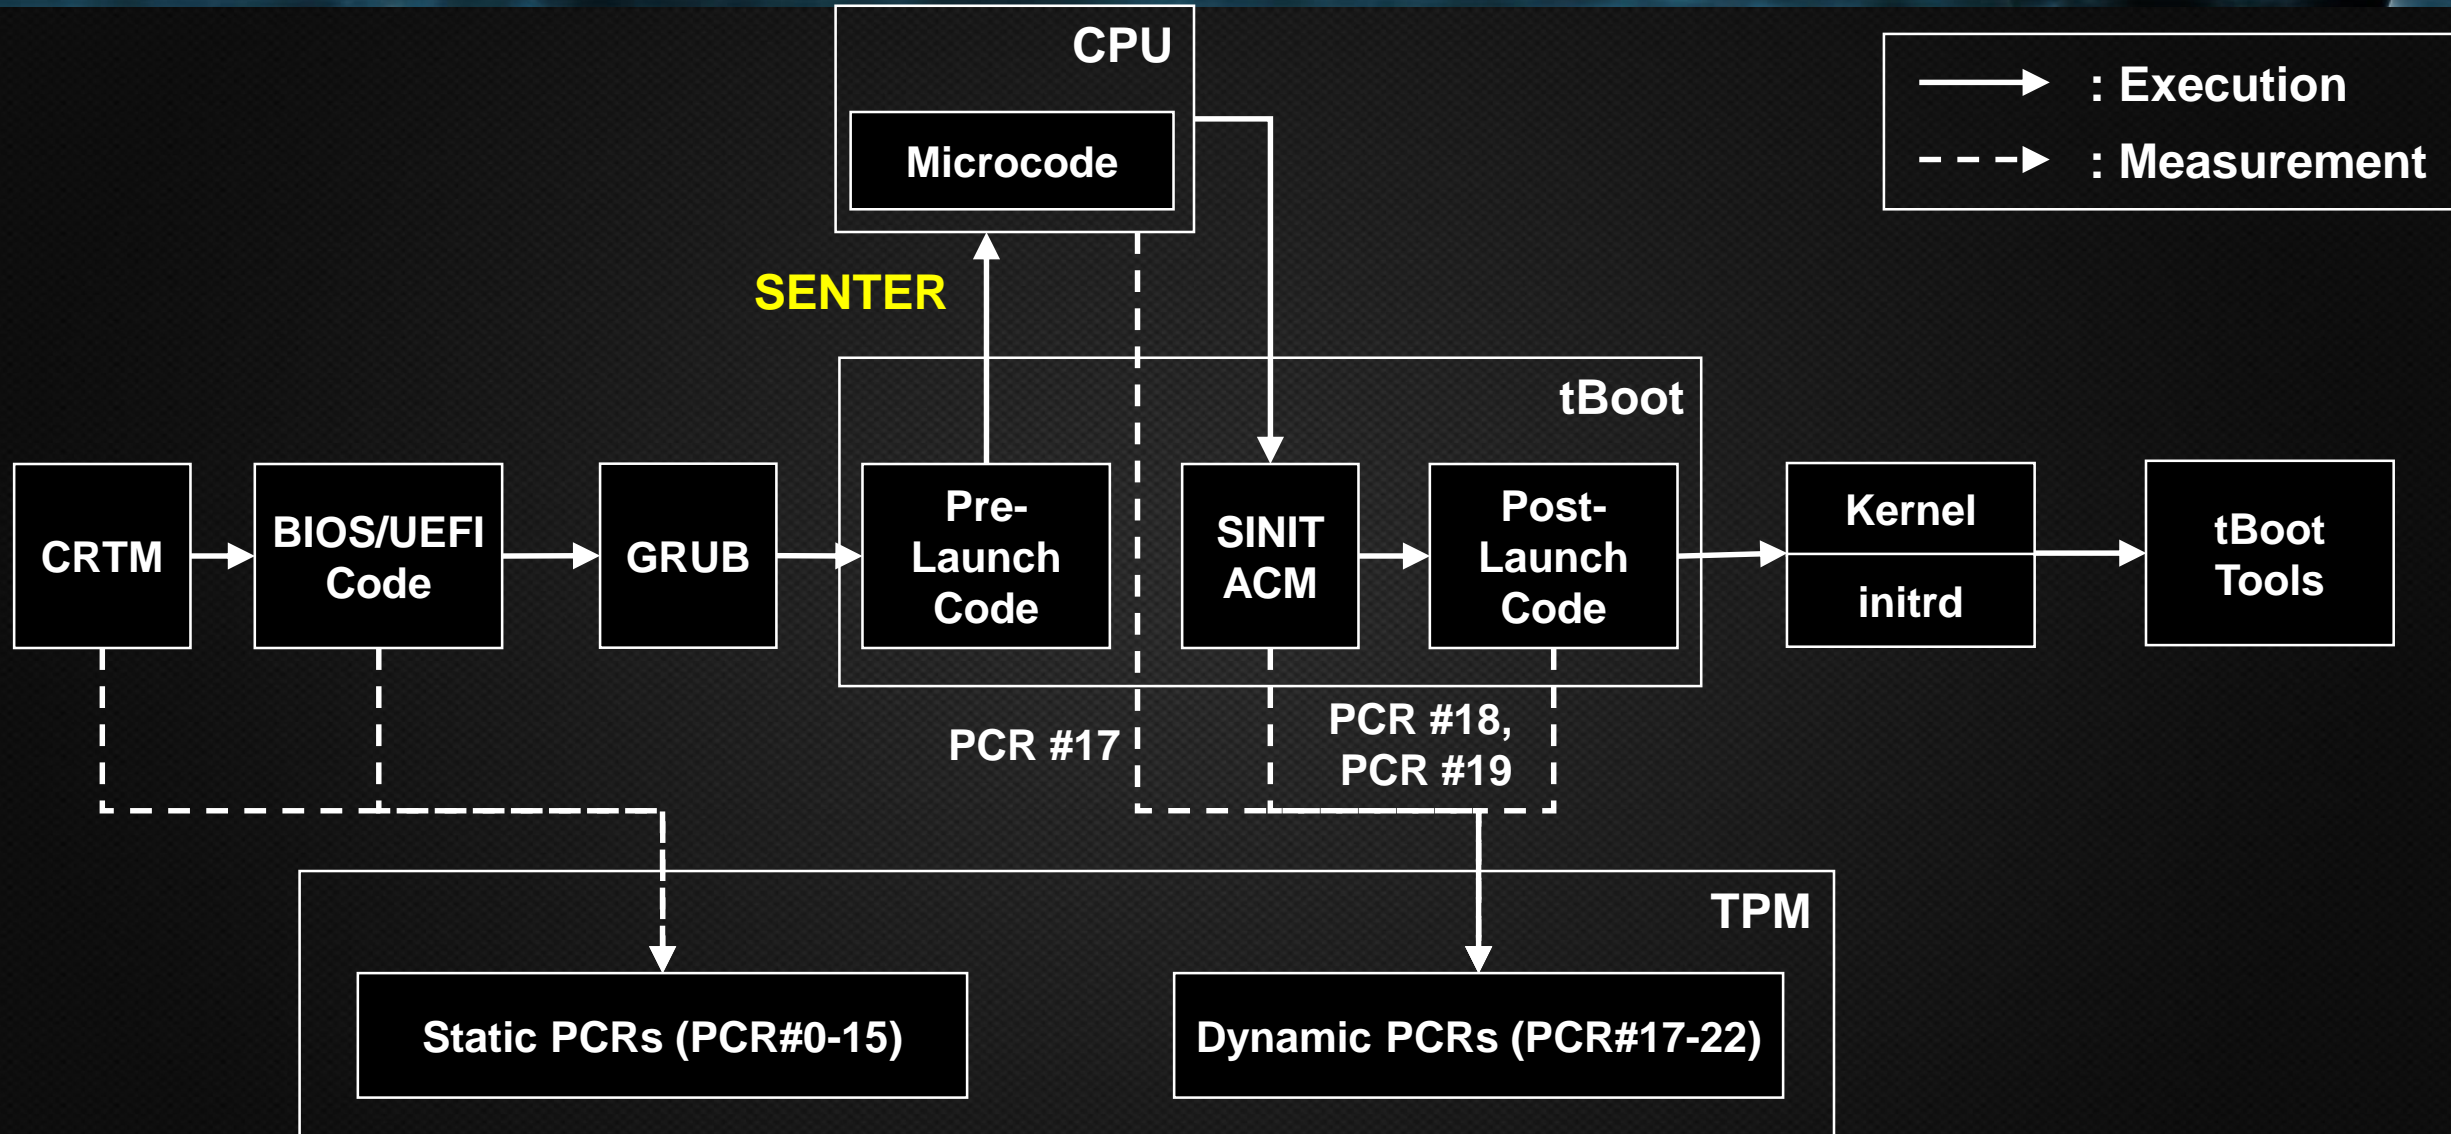 CPU
Microcode
: Execution
: Measurement
SENTER
tBoot
CRTM
BIOS/UEFI
Code
GRUB
Pre-
Launch
Code
SINIT
ACM
Post-
Launch
Code
Kernel
initrd
tBoot
Tools
PCR #17
PCR #18,
PCR #19
TPM
Static PCRs (PCR#0-15)
Dynamic PCRs (PCR#17-22)